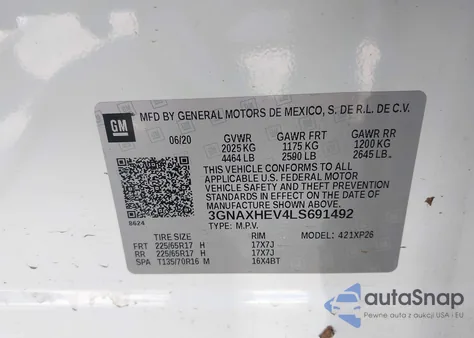 GM
MFD BY GENERAL MOTORS DE MEXICO, S. DE R.L. DE C.V.
06/20 GVWR GAWR FRT GAWR RR
2025 KG 1175 KG 1200 KG
4464 LB 2590 LB 2645 LB
THIS VEHICLE CONFORMS TO ALL
APPLICABLE U.S. FEDERAL MOTOR
VEHICLE SAFETY AND THEFT PREVENTION
STANDARDS IN EFFECT ON THE DATE OF
MANUFACTURE SHOWN ABOVE.
3GNAXHEV4LS691492
8624 TYPE: M.P.V. MODEL: 421XP26
TIRE SIZE RIM
FRT 225/65R17 H 17X7J
RR 225/65R17 H 17X7J
SPA T135/70R16 M 16X4BT
autoSnap
Pewne auta z dostawą USA i EU